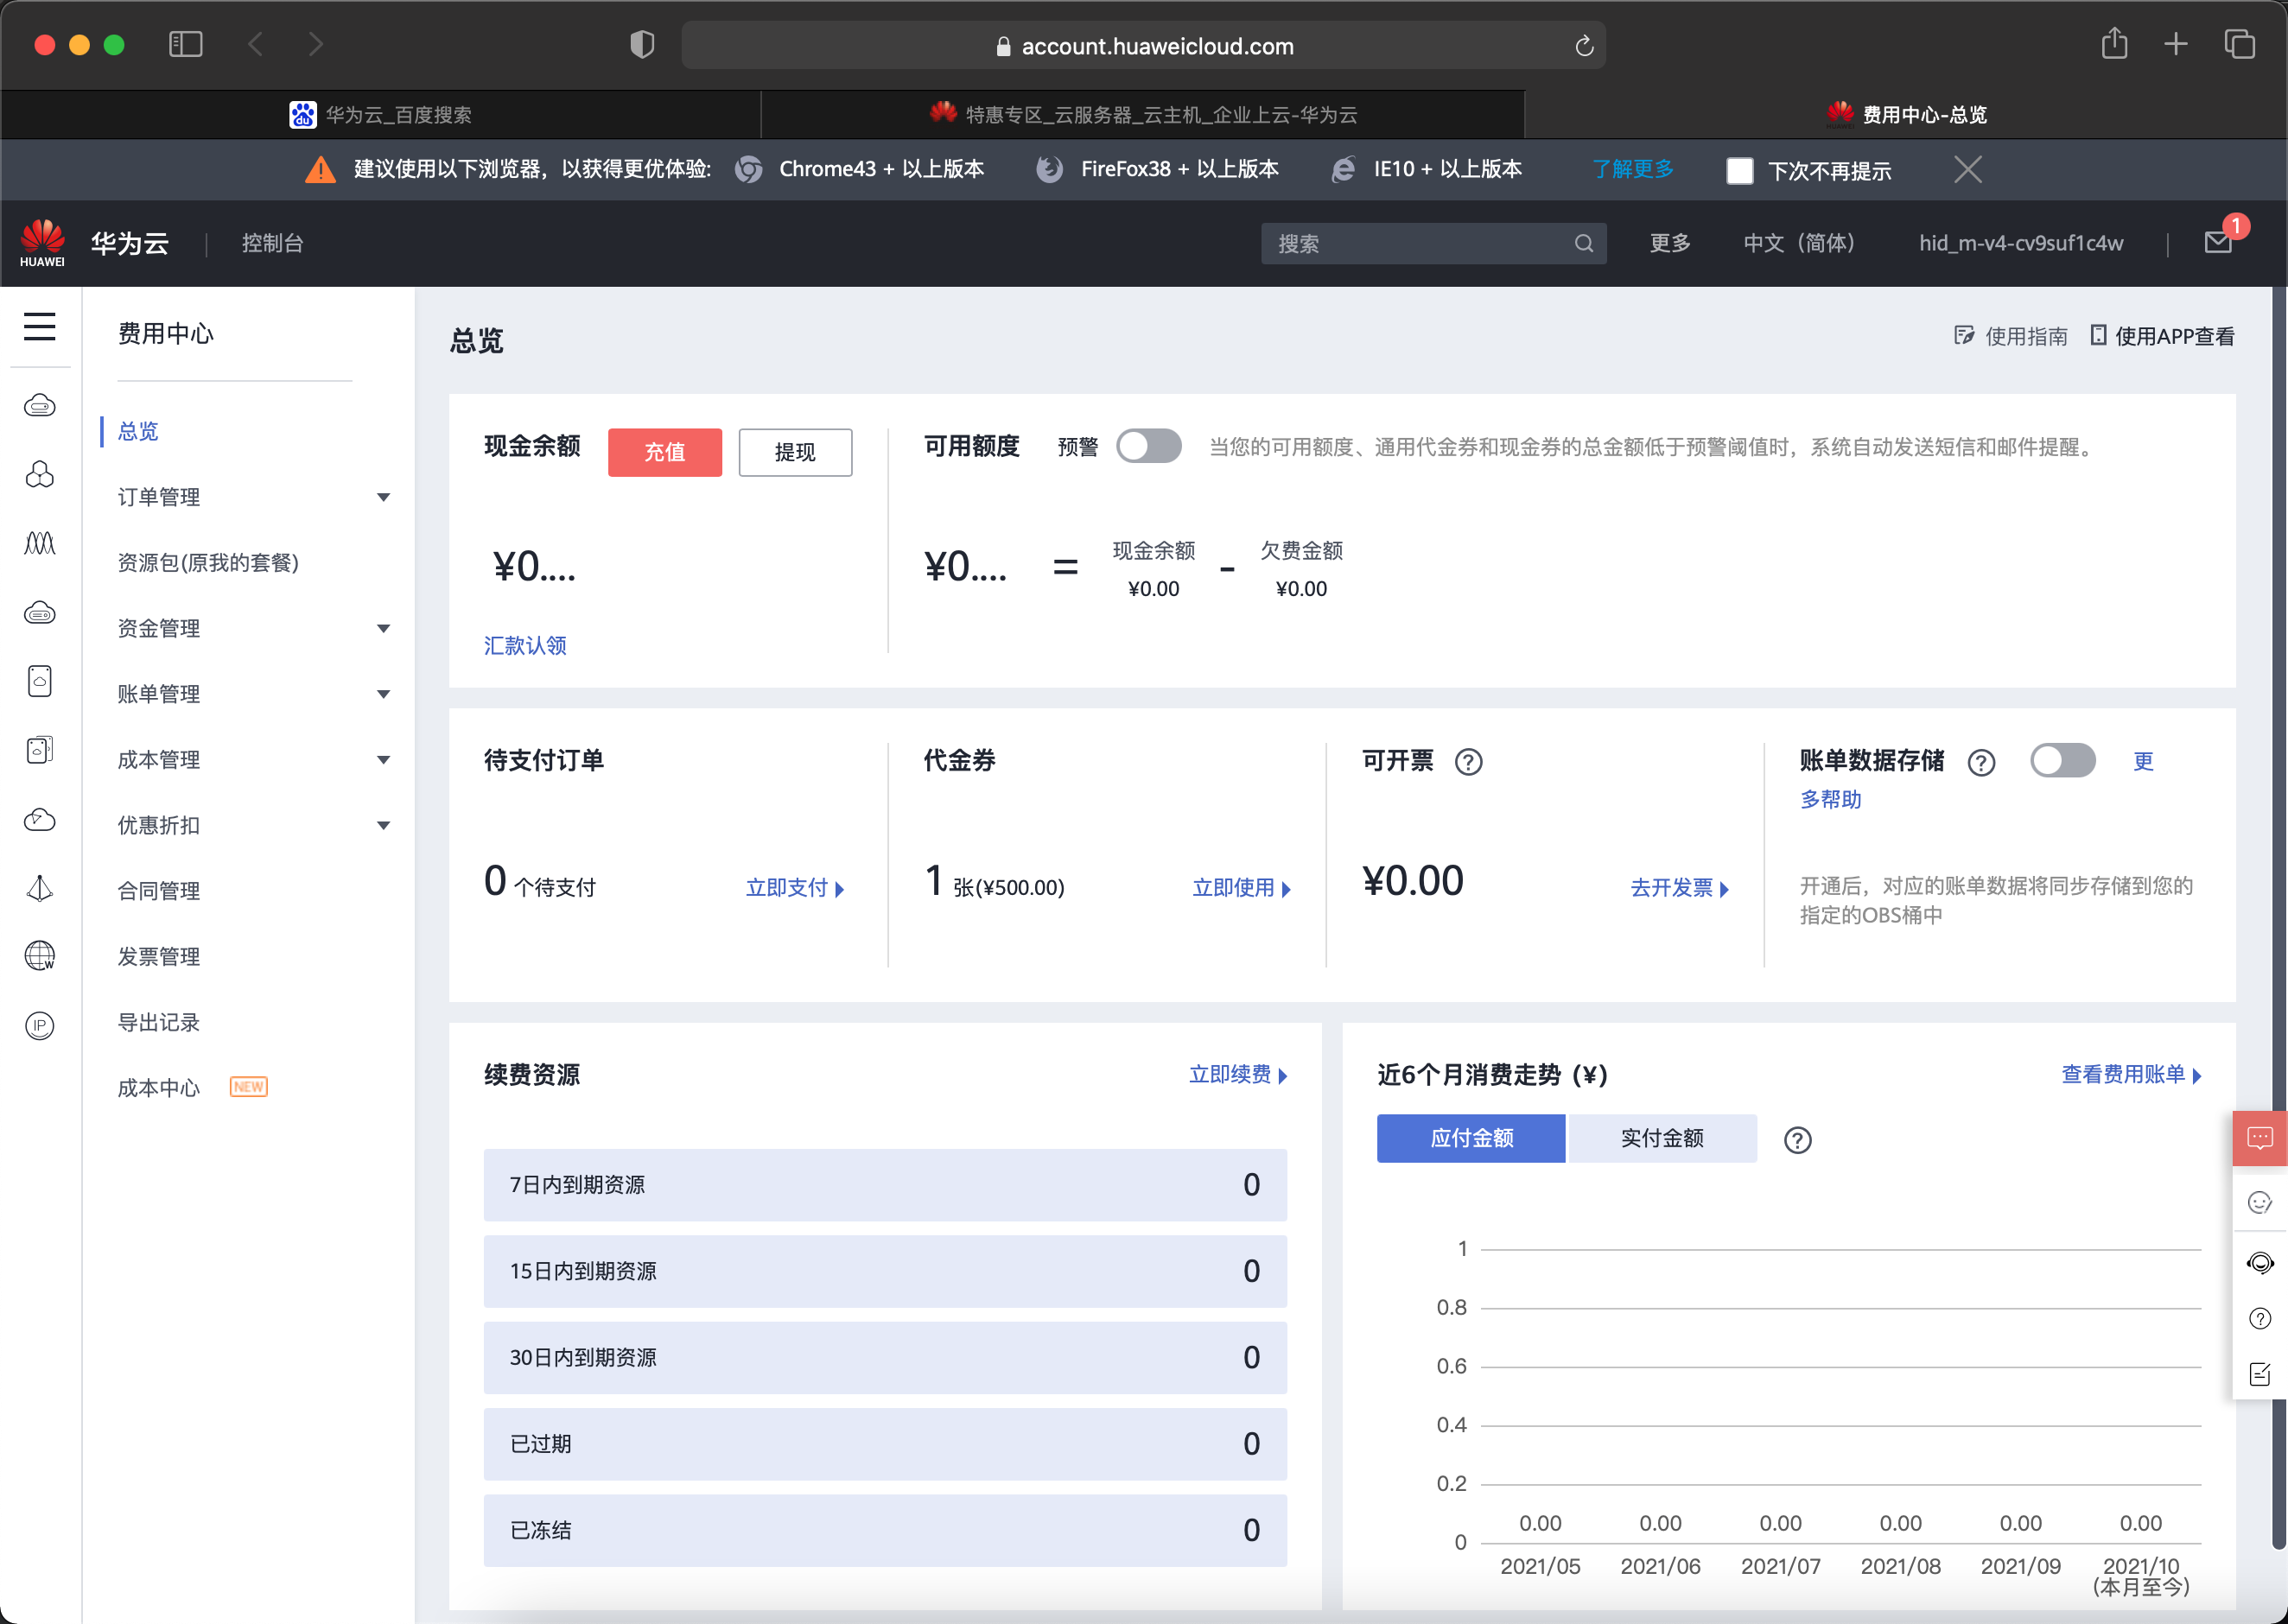 account.huaweicloud.com
华为云_百度搜索
特惠专区_云服务器_云主机_企业上云-华为云
费用中心-总览
建议使用以下浏览器，以获得更优体验:
Chrome43 + 以上版本
FireFox38 + 以上版本
IE10 + 以上版本
了解更多
下次不再提示
HUAWEI
华为云
控制台
搜索
更多
中文（简体）
hid_m-v4-cv9suf1c4w
1
费用中心
总览
订单管理
资源包(原我的套餐)
资金管理
账单管理
成本管理
优惠折扣
合同管理
发票管理
导出记录
成本中心 NEW
总览
使用指南
使用APP查看
现金余额
充值
提现
¥0....
汇款认领
可用额度
预警
当您的可用额度、通用代金券和现金券的总金额低于预警阈值时，系统自动发送短信和邮件提醒。
¥0.... =
现金余额
¥0.00
-
欠费金额
¥0.00
待支付订单
0 个待支付
立即支付
代金券
1 张(¥500.00)
立即使用
可开票 ?
¥0.00
去开发票
账单数据存储 ? 更
多帮助
开通后，对应的账单数据将同步存储到您的
指定的OBS桶中
续费资源
立即续费
7日内到期资源 0
15日内到期资源 0
30日内到期资源 0
已过期 0
已冻结 0
近6个月消费走势 (¥)
查看费用账单
应付金额
实付金额
?
1
0.8
0.6
0.4
0.2
0
0.00 0.00 0.00 0.00 0.00 0.00
2021/05 2021/06 2021/07 2021/08 2021/09 2021/10
(本月至今)
W
IP